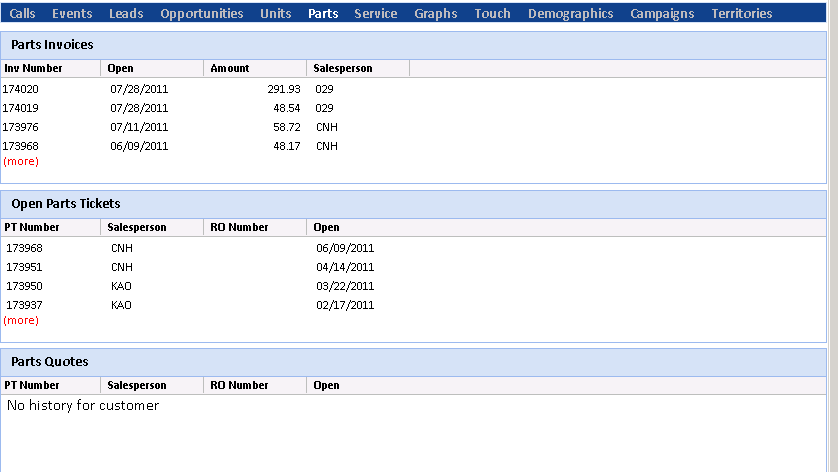 Calls Events Leads Opportunities Units Parts Service Graphs Touch Demographics Campaigns Territories
Parts Invoices
Inv Number Open Amount Salesperson
174020 07/28/2011 291.93 029
174019 07/28/2011 48.54 029
173976 07/11/2011 58.72 CNH
173968 06/09/2011 48.17 CNH
(more)
Open Parts Tickets
PT Number Salesperson RO Number Open
173968 CNH 06/09/2011
173951 CNH 04/14/2011
173950 KAO 03/22/2011
173937 KAO 02/17/2011
(more)
Parts Quotes
PT Number Salesperson RO Number Open
No history for customer